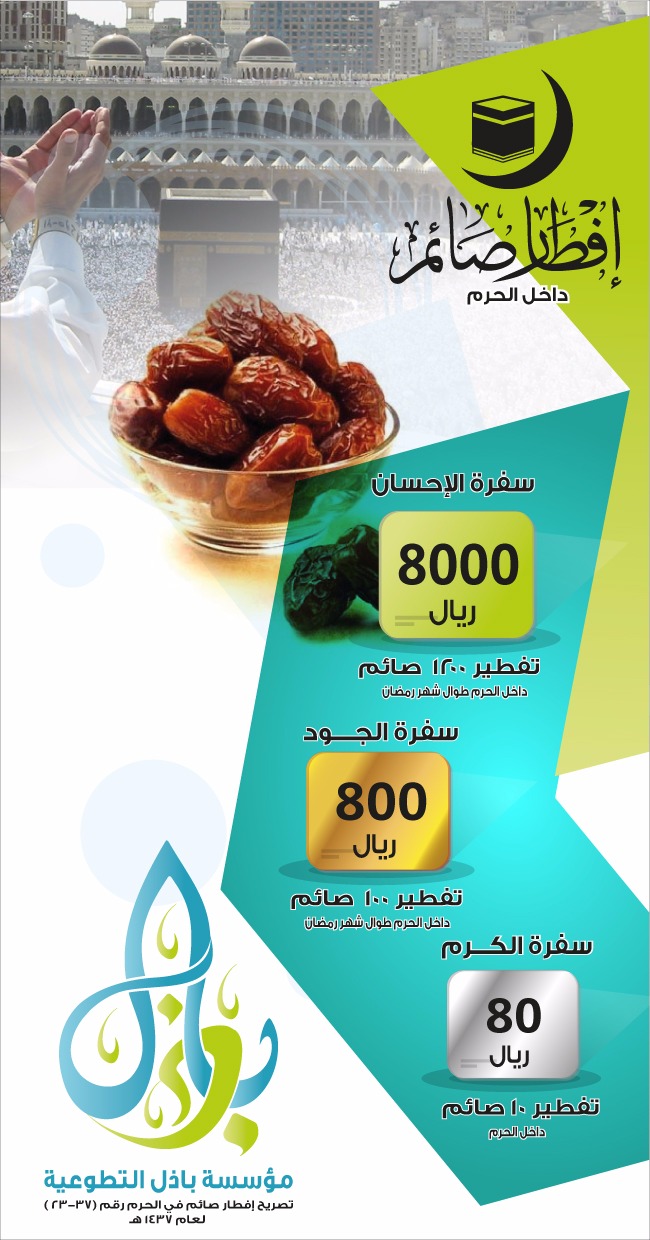 إفطار صائم
داخل الحرم
سفرة الإحسان
8000
ريال
تفطير ١٢٠٠ صائم
داخل الحرم طوال شهر رمضان
سفرة الجــود
800
ريال
تفطير ١٠٠ صائم
داخل الحرم طوال شهر رمضان
سفرة الكــرم
80
ريال
تفطير ١٠ صائم
داخل الحرم
باذل
مؤسسة باذل التطوعية
تصريح إفطار صائم في الحرم رقم (٣٧-٢٣)
لعام ١٤٣٧ هـ